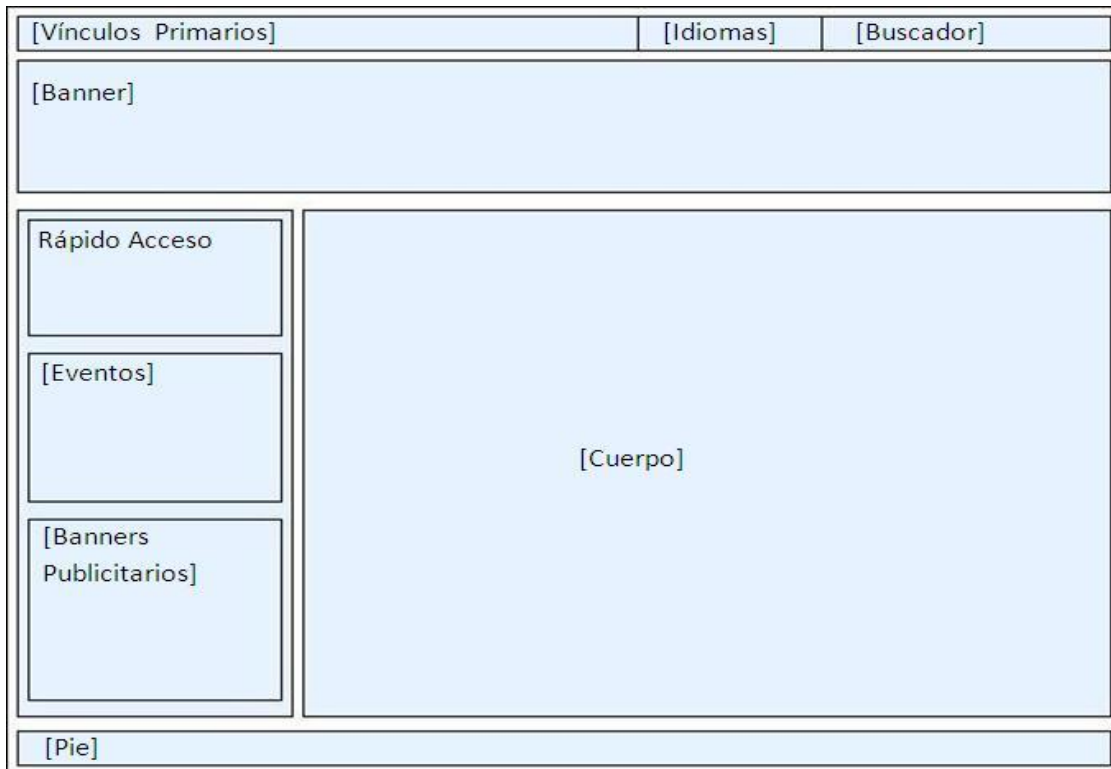 [Vínculos Primarios] [Idiomas] [Buscador]
[Banner]
Rápido Acceso
[Eventos]
[Cuerpo]
[Banners
Publicitarios]
[Pie]